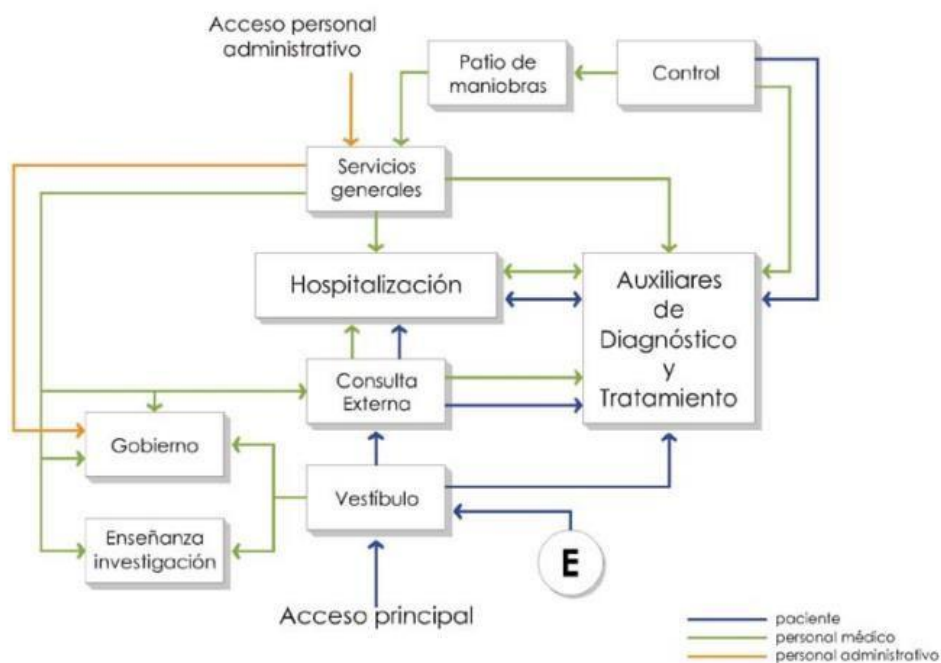 Acceso personal
administrativo
Patio de
maniobras
Control
Servicios
generales
Hospitalización
Auxiliares
de
Diagnóstico
y
Tratamiento
Consulta
Externa
Gobierno
Vestíbulo
Enseñanza
investigación
E
Acceso principal
paciente
personal médico
personal administrativo